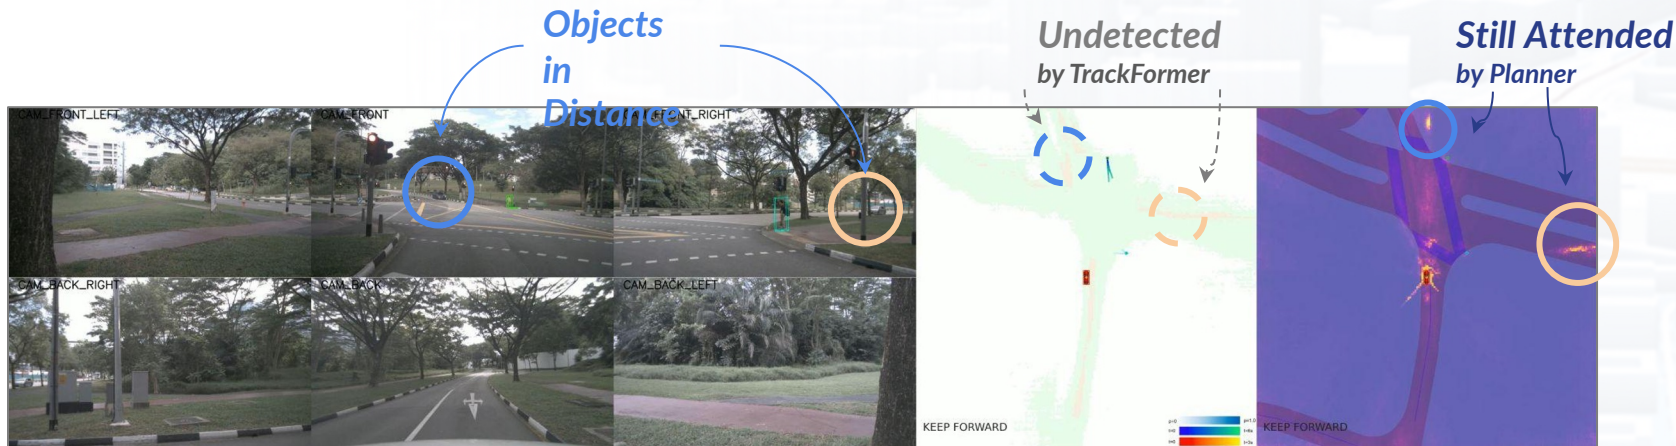 Objects
in
Distance
Undetected
by TrackFormer
Still Attended
by Planner
CAM_FRONT_LEFT
CAM_FRONT
FRONT_RIGHT
CAM_BACK_RIGHT
CAM_BACK
CAM_BACK_LEFT
KEEP FORWARD
KEEP FORWARD